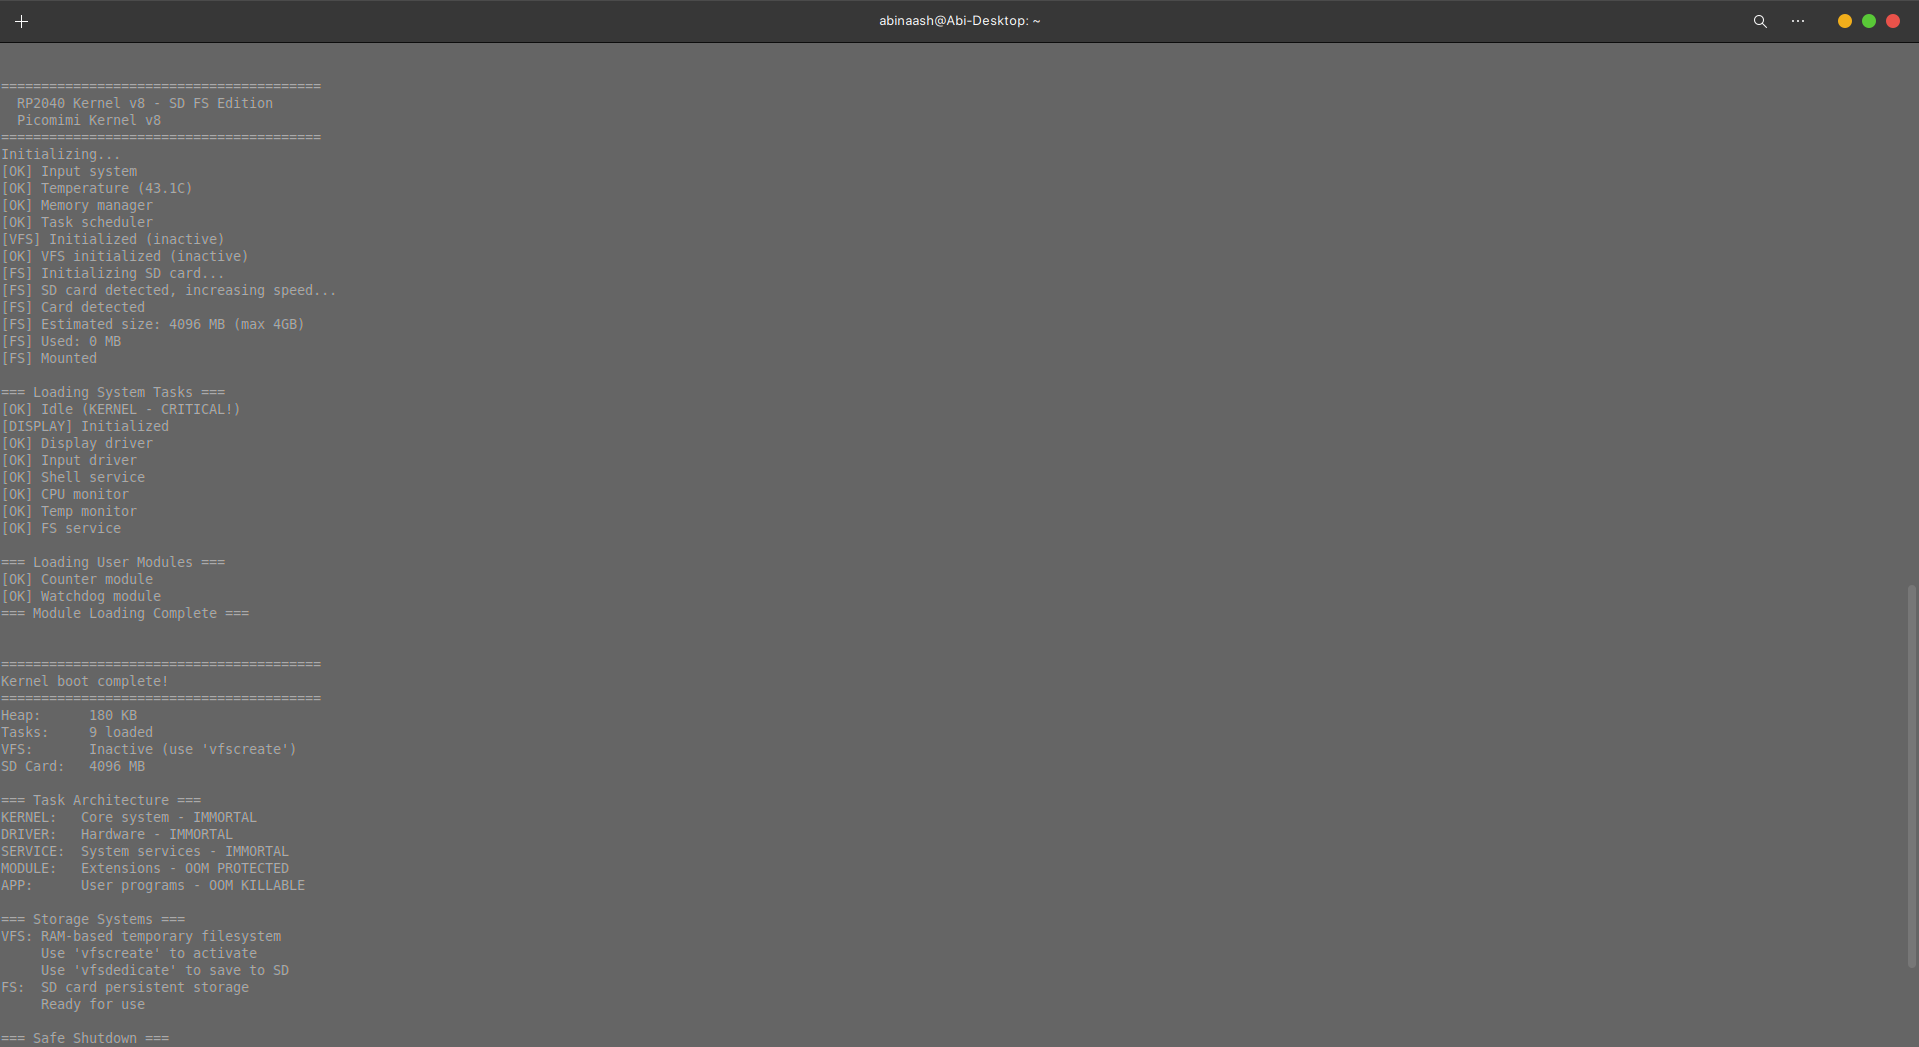 abinaash@Abi-Desktop: ~
========================================
  RP2040 Kernel v8 - SD FS Edition
  Picomimi Kernel v8
========================================
Initializing...
[OK] Input system
[OK] Temperature (43.1C)
[OK] Memory manager
[OK] Task scheduler
[VFS] Initialized (inactive)
[OK] VFS initialized (inactive)
[FS] Initializing SD card...
[FS] SD card detected, increasing speed...
[FS] Card detected
[FS] Estimated size: 4096 MB (max 4GB)
[FS] Used: 0 MB
[FS] Mounted
=== Loading System Tasks ===
[OK] Idle (KERNEL - CRITICAL!)
[DISPLAY] Initialized
[OK] Display driver
[OK] Input driver
[OK] Shell service
[OK] CPU monitor
[OK] Temp monitor
[OK] FS service
=== Loading User Modules ===
[OK] Counter module
[OK] Watchdog module
=== Module Loading Complete ===
========================================
Kernel boot complete!
========================================
Heap:      180 KB
Tasks:     9 loaded
VFS:       Inactive (use 'vfscreate')
SD Card:   4096 MB
=== Task Architecture ===
KERNEL:   Core system - IMMORTAL
DRIVER:   Hardware - IMMORTAL
SERVICE:  System services - IMMORTAL
MODULE:   Extensions - OOM PROTECTED
APP:      User programs - OOM KILLABLE
=== Storage Systems ===
VFS: RAM-based temporary filesystem
     Use 'vfscreate' to activate
     Use 'vfsdedicate' to save to SD
FS:  SD card persistent storage
     Ready for use
=== Safe Shutdown ===